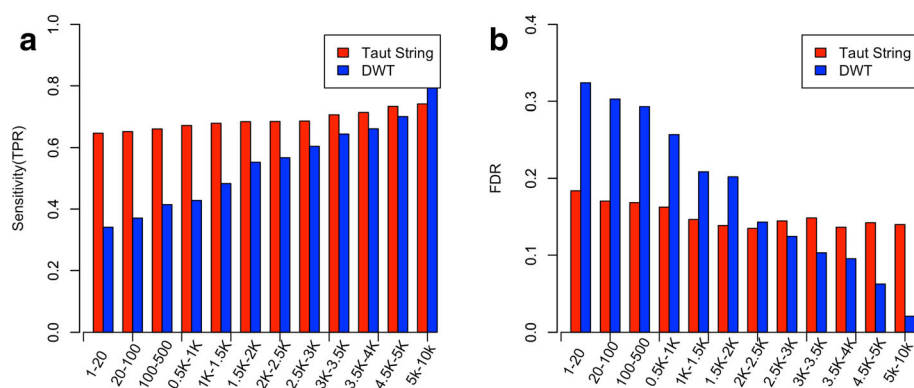 a
Taut String
DWT
Sensitivity(TPR)
1.0
0.8
0.6
0.4
0.2
0.0
1-20
20-100
100-500
0.5K-1K
1K-1.5K
1.5K-2K
2K-2.5K
2.5K-3K
3K-3.5K
3.5K-4K
4.5K-5K
5k-10k
b
Taut String
DWT
FDR
0.4
0.3
0.2
0.1
0.0
1-20
20-100
100-500
0.5K-1K
1K-1.5K
1.5K-2K
2K-2.5K
2.5K-3K
3K-3.5K
3.5K-4K
4.5K-5K
5k-10k